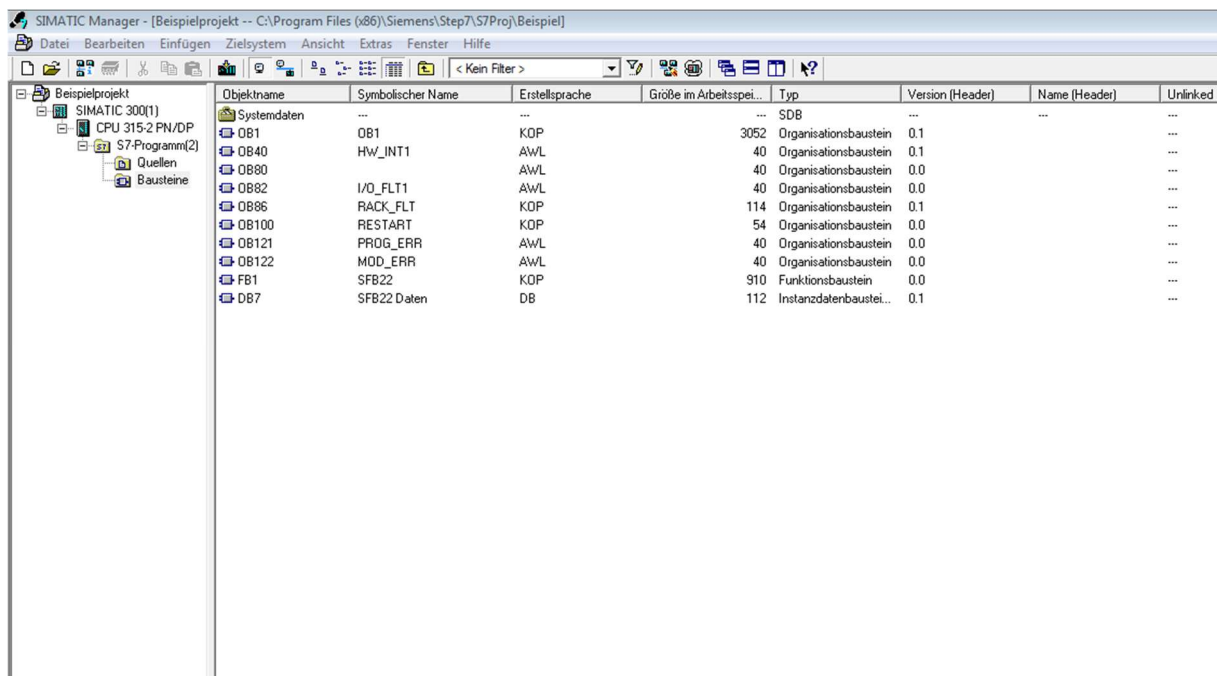 SIMATIC Manager - [Beispielprojekt -- C:\Program Files (x86)\Siemens\Step7\S7Proj\Beispiel]
Datei Bearbeiten Einfügen Zielsystem Ansicht Extras Fenster Hilfe
< Kein Filter >
Beispielprojekt
SIMATIC 300(1)
CPU 315-2 PN/DP
S7-Programm(2)
Quellen
Bausteine
Objektname Symbolischer Name Erstellsprache Größe im Arbeitsspei... Typ Version (Header) Name (Header) Unlinked
Systemdaten --- --- --- SDB --- --- ---
OB1 OB1 KOP 3052 Organisationsbaustein 0.1 ---
OB40 HW_INT1 AWL 40 Organisationsbaustein 0.1 ---
OB80 AWL 40 Organisationsbaustein 0.0 ---
OB82 I/O_FLT1 AWL 40 Organisationsbaustein 0.0 ---
OB86 RACK_FLT KOP 114 Organisationsbaustein 0.1 ---
OB100 RESTART KOP 54 Organisationsbaustein 0.0 ---
OB121 PROG_ERR AWL 40 Organisationsbaustein 0.0 ---
OB122 MOD_ERR AWL 40 Organisationsbaustein 0.0 ---
FB1 SFB22 KOP 910 Funktionsbaustein 0.0 ---
DB7 SFB22 Daten DB 112 Instanzdatenbaustei... 0.1 ---